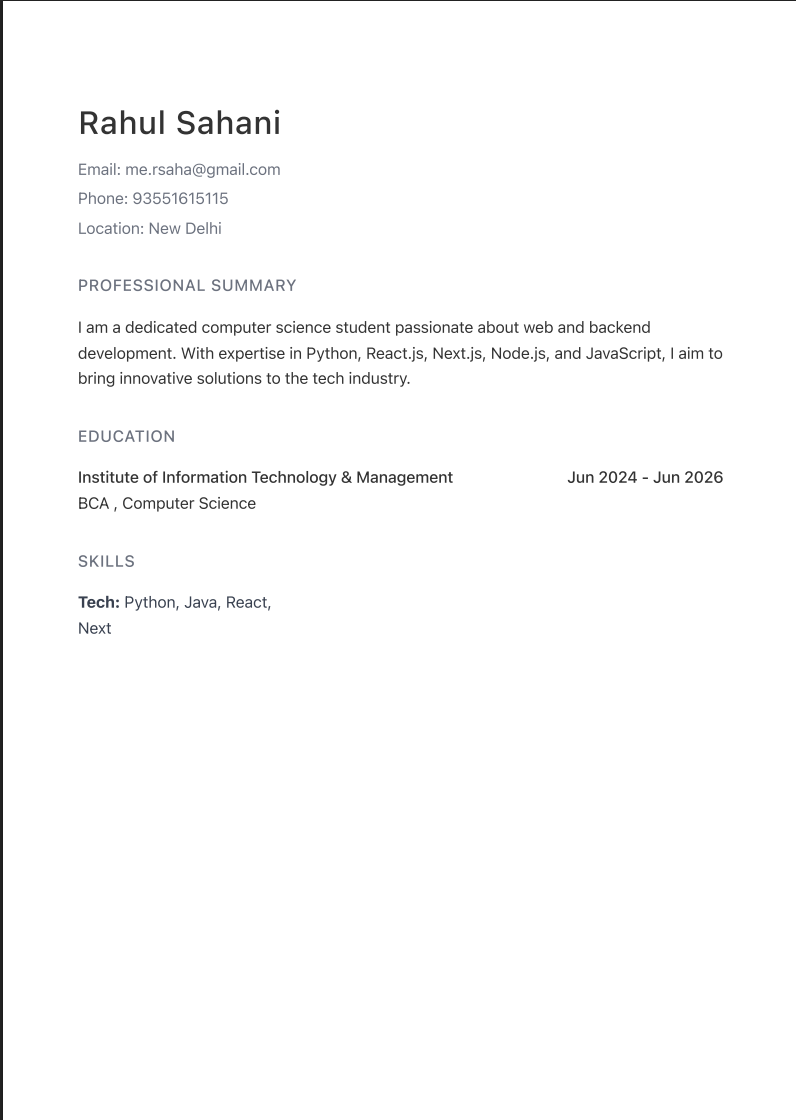 Rahul Sahani
Email: me.rsaha@gmail.com
Phone: 93551615115
Location: New Delhi
PROFESSIONAL SUMMARY
I am a dedicated computer science student passionate about web and backend
development. With expertise in Python, React.js, Next.js, Node.js, and JavaScript, I aim to
bring innovative solutions to the tech industry.
EDUCATION
Institute of Information Technology & Management Jun 2024 - Jun 2026
BCA , Computer Science
SKILLS
Tech: Python, Java, React,
Next